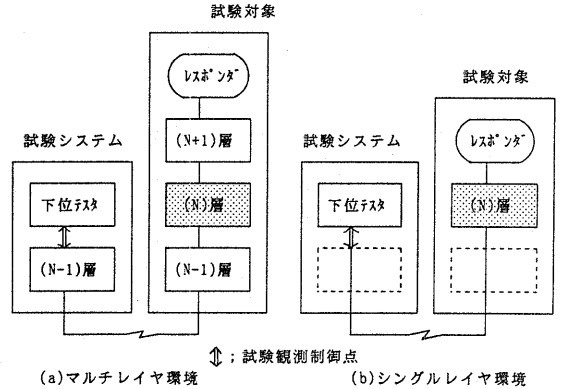 試験対象
ﾚｽﾎﾟﾝﾀﾞ
試験システム
(N+1)層
下位ﾃｽﾀ
(N)層
(N-1)層
(N-1)層
試験対象
試験システム
ﾚｽﾎﾟﾝﾀﾞ
下位ﾃｽﾀ
(N)層
⇕;試験観測制御点
(a)マルチレイヤ環境
(b)シングルレイヤ環境